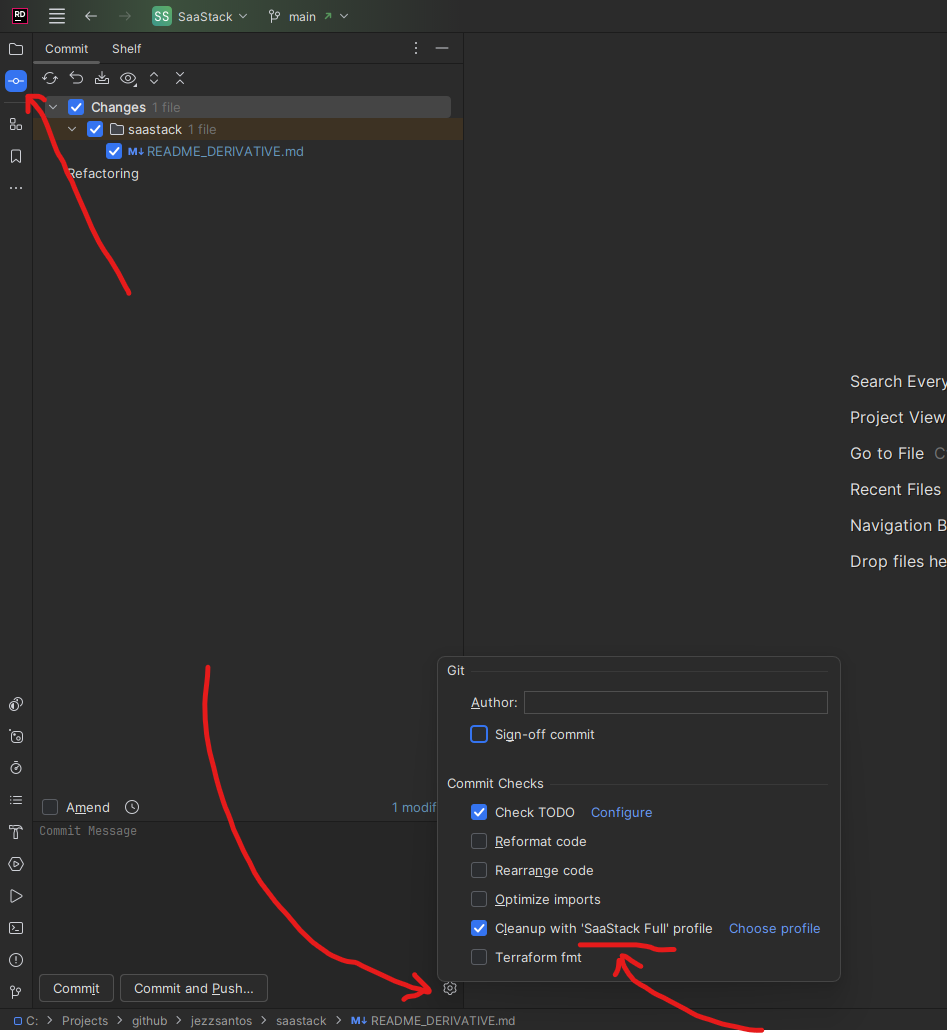 RD
SS SaaStack main
Commit Shelf
Changes 1 file
saastack 1 file
M↓ README_DERIVATIVE.md
Refactoring
Search Every
Project View
Go to File C
Recent Files
Navigation B
Drop files he
Git
Author:
Sign-off commit
Commit Checks
Check TODO Configure
Reformat code
Rearrange code
Optimize imports
Cleanup with 'SaaStack Full' profile Choose profile
Terraform fmt
Amend 1 modif
Commit Message
Commit Commit and Push...
C: > Projects > github > jezzsantos > saastack > M↓ README_DERIVATIVE.md